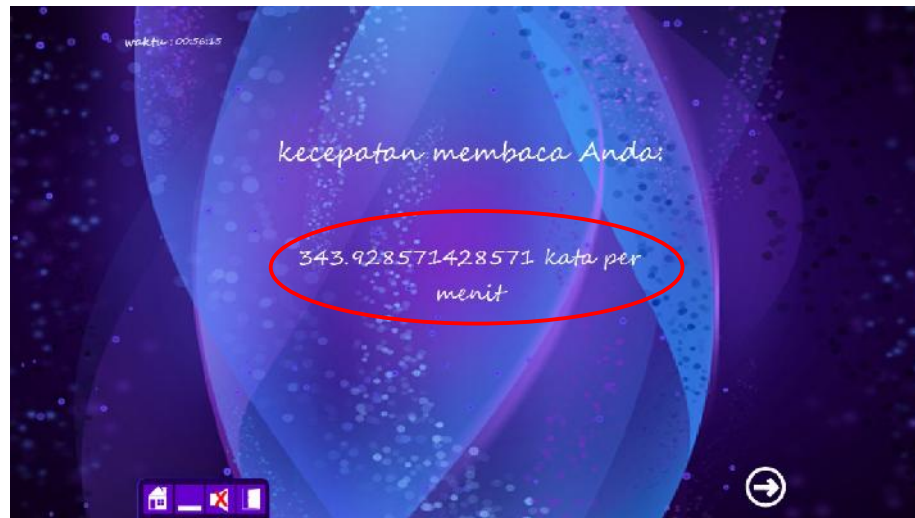 waktu : 00:56:15
kecepatan membaca Anda:
343.928571428571 kata per
menit